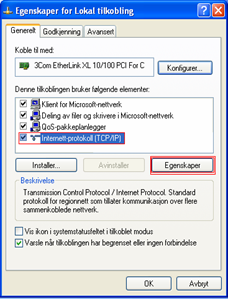 Egenskaper for Lokal tilkobling
Generelt Godkjenning Avansert
Koble til med:
3Com EtherLink XL 10/100 PCI For C
Konfigurer...
Denne tilkoblingen bruker følgende elementer:
Klient for Microsoft-nettverk
Deling av filer og skrivere i Microsoft-nettverk
QoS-pakkeplanlegger
Internett-protokoll (TCP/IP)
Installer... Avinstaller Egenskaper
Beskrivelse
Transmission Control Protocol / Internet Protocol. Standard
protokoll for regionnett som tillater kommunikasjon over flere
sammenkoblede nettverk.
Vis ikon i systemstatusfeltet i tilkoblet modus
Varsle når tilkoblingen har begrenset eller ingen forbindelse
OK Avbryt